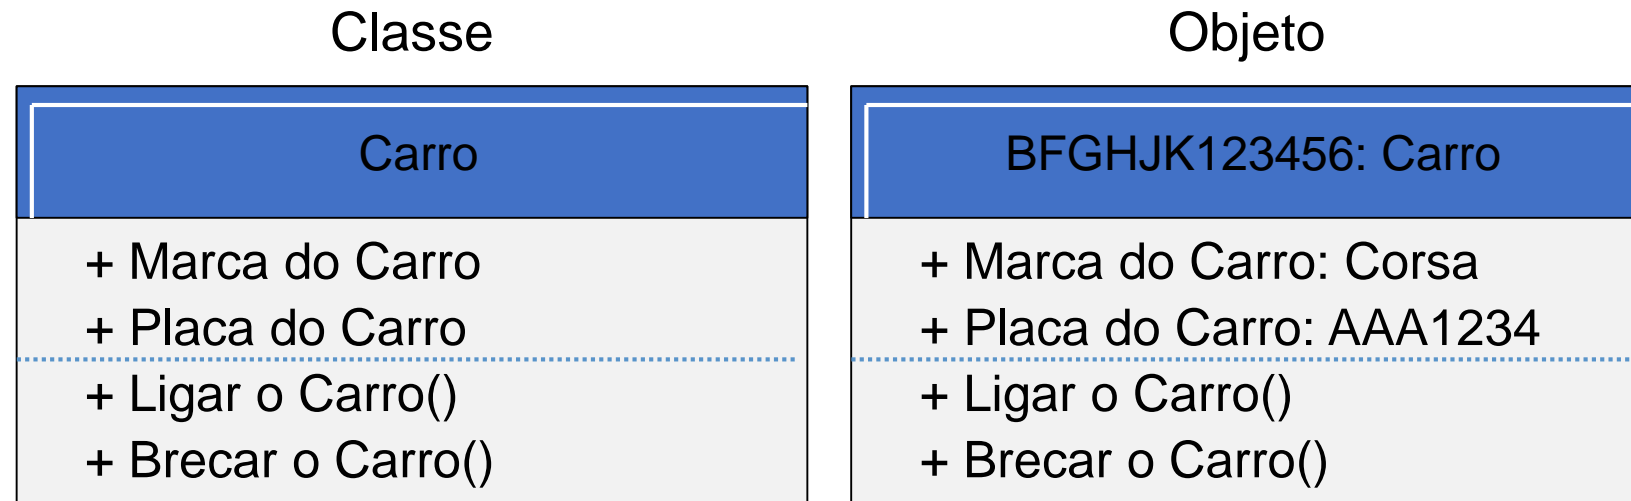 Classe
Carro
+ Marca do Carro
+ Placa do Carro
+ Ligar o Carro()
+ Brecar o Carro()
Objeto
BFGHJK123456: Carro
+ Marca do Carro: Corsa
+ Placa do Carro: AAA1234
+ Ligar o Carro()
+ Brecar o Carro()